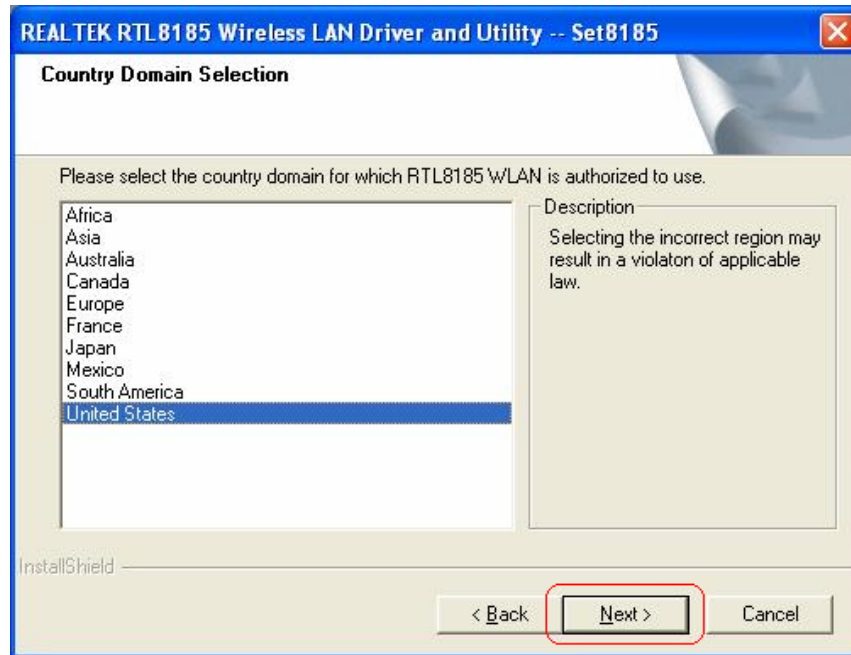 REALTEK RTL8185 Wireless LAN Driver and Utility -- Set8185
Country Domain Selection
Please select the country domain for which RTL8185 WLAN is authorized to use.
Africa
Asia
Australia
Canada
Europe
France
Japan
Mexico
South America
United States
Description
Selecting the incorrect region may
result in a violaton of applicable
law.
InstallShield
< Back
Next >
Cancel